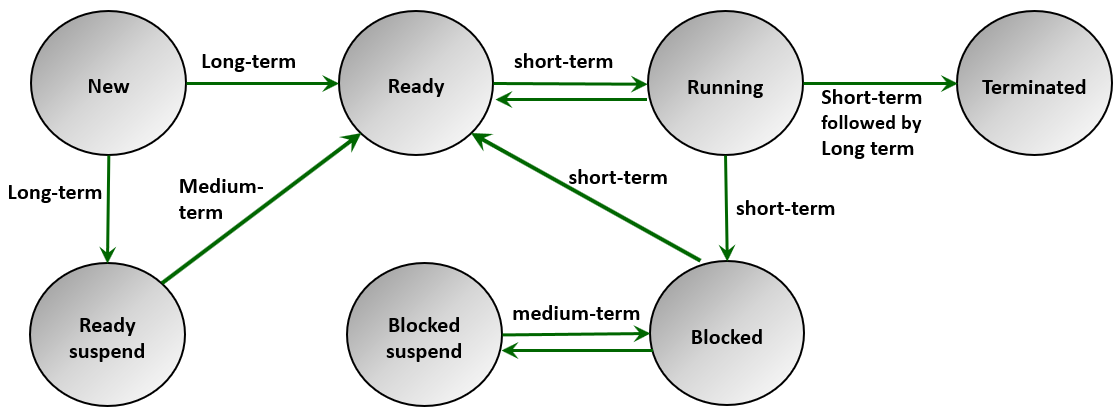 New
Long-term
Ready
short-term
Running
Short-term
followed by
Long term
Terminated
Long-term
Medium-
term
short-term
short-term
Ready
suspend
Blocked
suspend
medium-term
Blocked